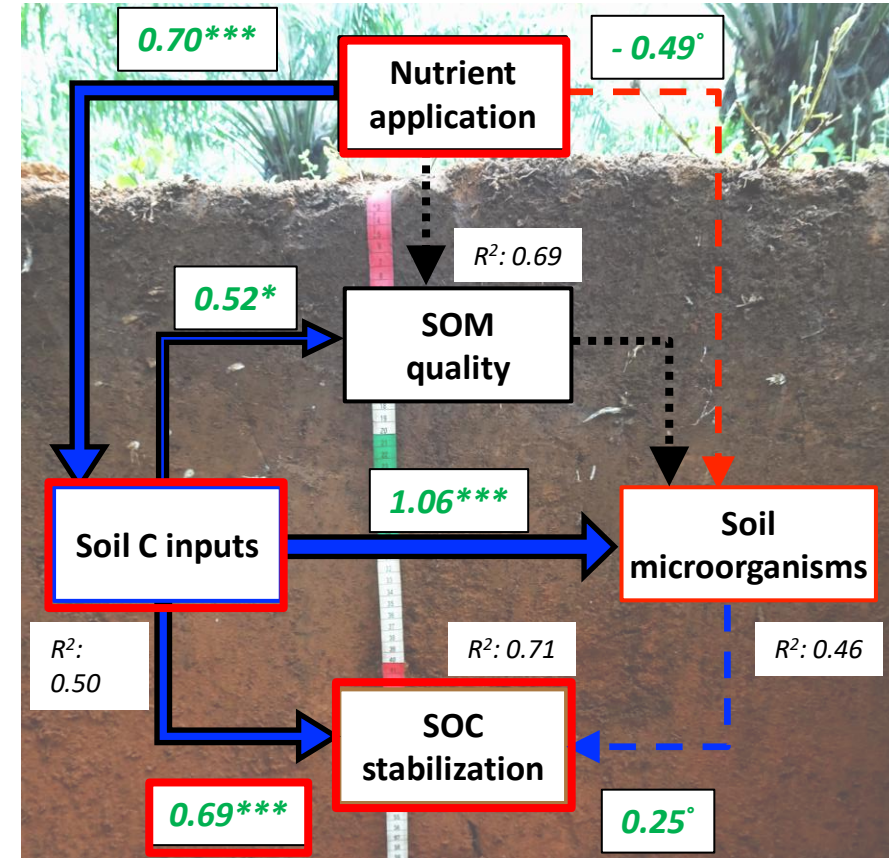 0.70***
Nutrient
application
- 0.49°
R²: 0.69
0.52*
SOM
quality
1.06***
Soil C inputs
Soil
microorganisms
R²:
0.50
R²: 0.71
R²: 0.46
SOC
stabilization
0.69***
0.25°